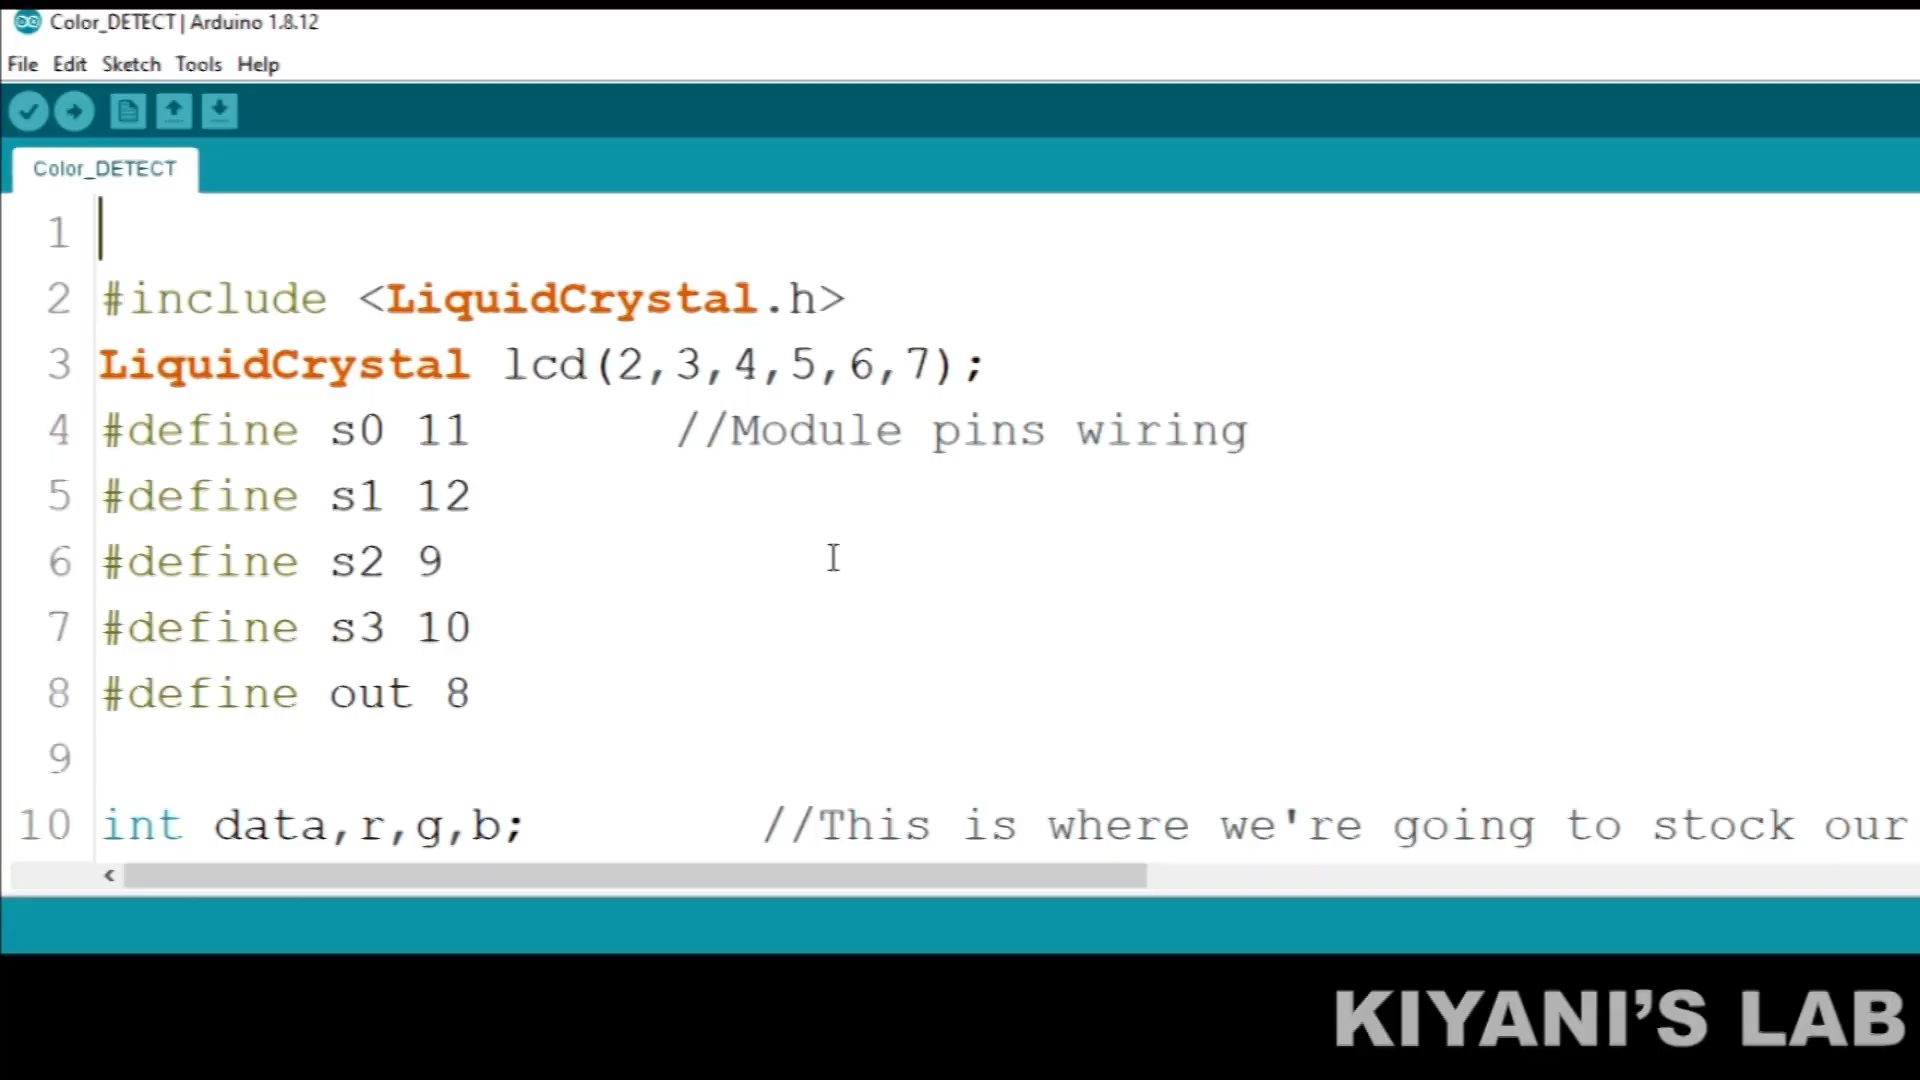 Color_DETECT | Arduino 1.8.12
File Edit Sketch Tools Help
Color_DETECT
1
2 #include <LiquidCrystal.h>
3 LiquidCrystal lcd(2,3,4,5,6,7);
4 #define s0 11 //Module pins wiring
5 #define s1 12
6 #define s2 9
7 #define s3 10
8 #define out 8
9
10 int data,r,g,b; //This is where we're going to stock our
KIYANI'S LAB